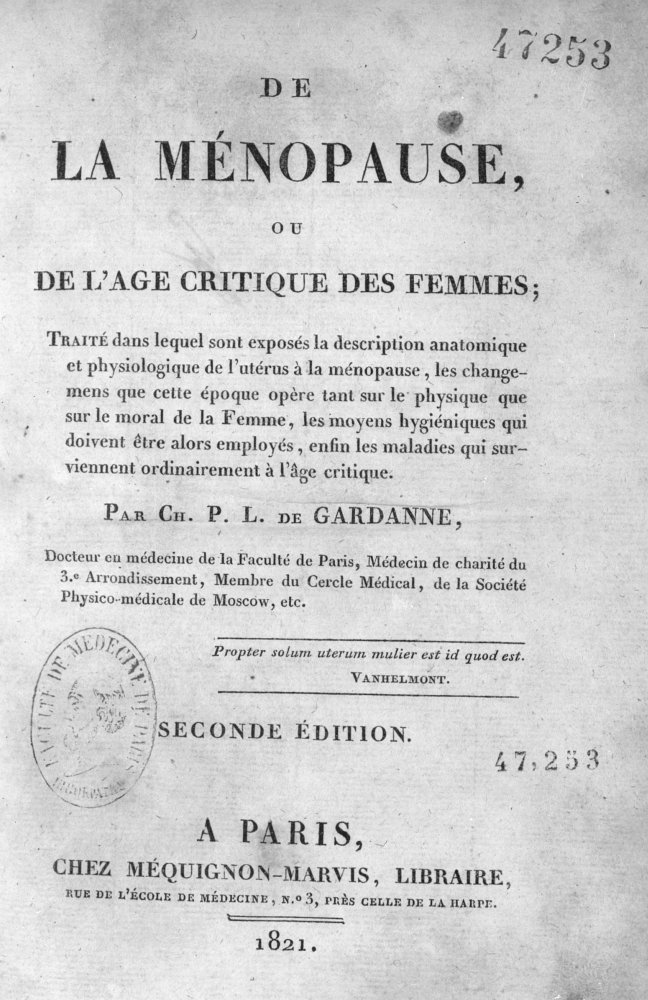 47253
DE
LA MÉNOPAUSE,
OU
DE L'AGE CRITIQUE DES FEMMES;
TRAITÉ dans lequel sont exposés la description anatomique
et physiologique de l'utérus à la ménopause, les change-
mens que cette époque opère tant sur le physique que
sur le moral de la Femme, les moyens hygiéniques qui
doivent être alors employés, enfin les maladies qui sur-
viennent ordinairement à l'âge critique.
PAR CH. P. L. DE GARDANNE,
Docteur en médecine de la Faculté de Paris, Médecin de charité du
3.e Arrondissement, Membre du Cercle Médical, de la Société
Physico-médicale de Moscow, etc.
Propter solum uterum mulier est id quod est.
VANHELMONT.
FACULTE DE MEDECINE DE PARIS
SECONDE ÉDITION.
47,253
A PARIS,
CHEZ MÉQUIGNON-MARVIS, LIBRAIRE,
RUE DE L'ÉCOLE DE MÉDECINE, N.o 3, PRÈS CELLE DE LA HARPE.
1821.